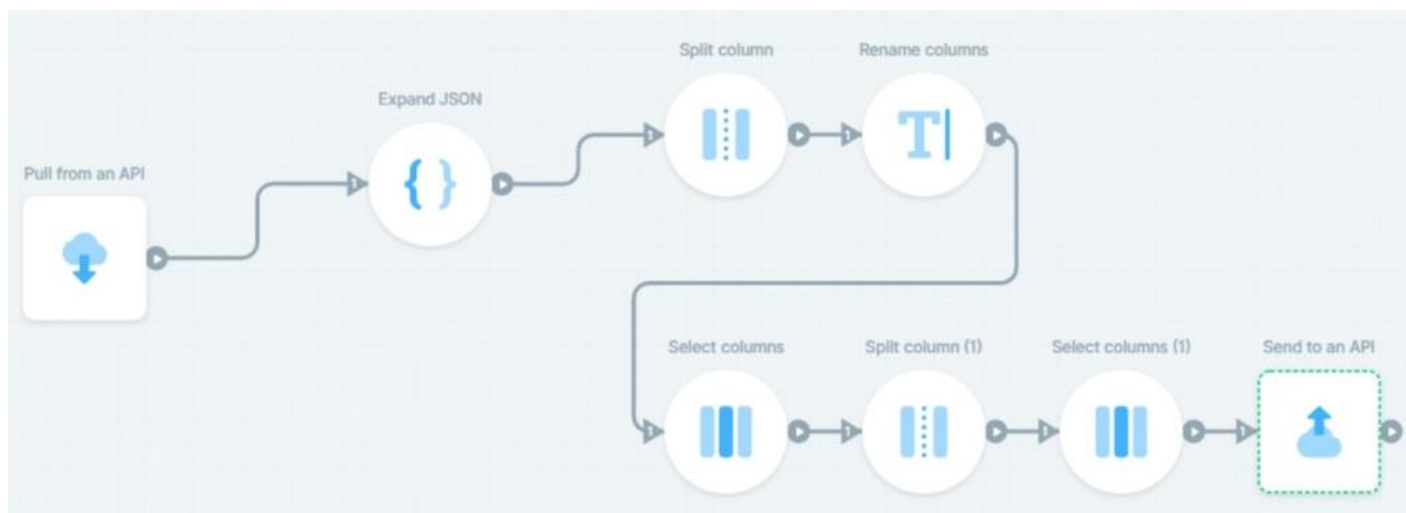 Pull from an API
Expand JSON
Split column
Rename columns
Select columns
Split column (1)
Select columns (1)
Send to an API